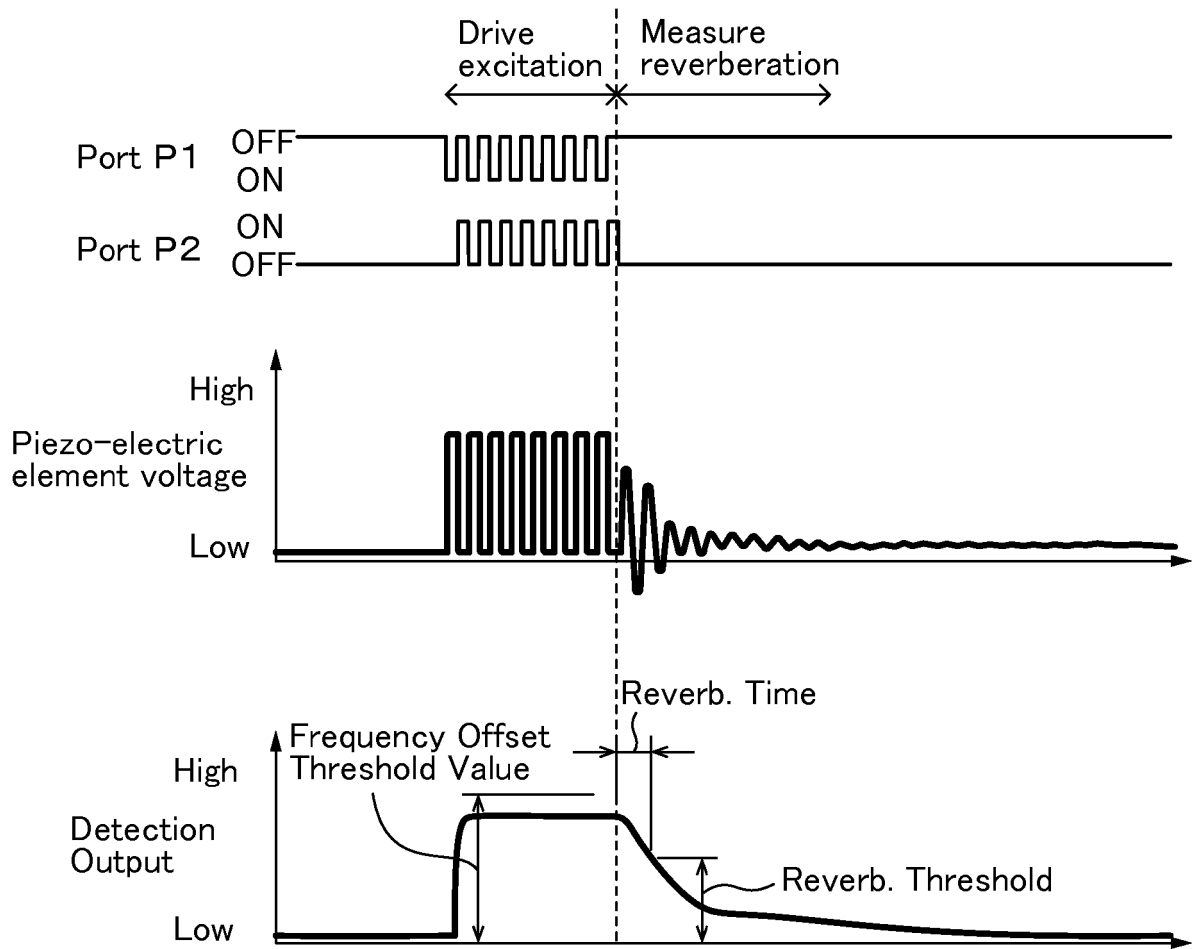 Drive
excitation
Measure
reverberation
Port P1
OFF
ON
Port P2
ON
OFF
High
Piezo-electric
element voltage
Low
Reverb. Time
Frequency Offset
Threshold Value
High
Detection
Output
Reverb. Threshold
Low